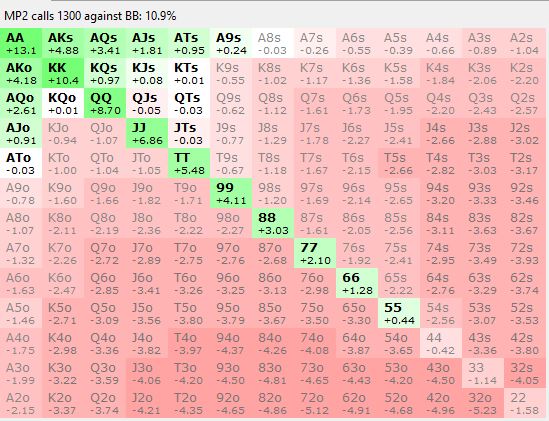 MP2 calls 1300 against BB: 10.9%
AA AKs AQs AJs ATs A9s A8s A7s A6s A5s A4s A3s A2s
+13.1 +4.88 +3.41 +1.81 +0.95 +0.24 -0.03 -0.26 -0.55 -0.39 -0.66 -0.89 -1.04
AKo KK KQs KJs KTs K9s K8s K7s K6s K5s K4s K3s K2s
+4.18 +10.4 +0.97 +0.08 +0.01 -0.55 -1.02 -1.17 -1.36 -1.58 -1.84 -2.06 -2.20
AQo KQo QQ QJs QTs Q9s Q8s Q7s Q6s Q5s Q4s Q3s Q2s
+2.61 +0.01 +8.70 -0.05 -0.03 -0.62 -1.12 -1.61 -1.73 -1.95 -2.20 -2.43 -2.57
AJo KJo QJo JJ JTs J9s J8s J7s J6s J5s J4s J3s J2s
+0.91 -0.94 -1.07 +6.86 -0.03 -0.77 -1.29 -1.78 -2.27 -2.41 -2.66 -2.88 -3.02
ATo KTo QTo JTo TT T9s T8s T7s T6s T5s T4s T3s T2s
-0.03 -1.00 -1.04 -1.05 +5.48 -0.67 -1.18 -1.67 -2.15 -2.66 -2.82 -3.03 -3.17
A9o K9o Q9o J9o T9o 99 98s 97s 96s 95s 94s 93s 92s
-0.78 -1.60 -1.66 -1.82 -1.71 +4.11 -1.20 -1.69 -2.14 -2.65 -3.20 -3.33 -3.46
A8o K8o Q8o J8o T8o 98o 88 87s 86s 85s 84s 83s 82s
-1.07 -2.11 -2.19 -2.36 -2.22 -2.27 +3.03 -1.61 -2.05 -2.56 -3.11 -3.63 -3.67
A7o K7o Q7o J7o T7o 97o 87o 77 76s 75s 74s 73s 72s
-1.32 -2.26 -2.72 -2.89 -2.75 -2.76 -2.68 +2.10 -1.92 -2.41 -2.95 -3.49 -3.93
A6o K6o Q6o J6o T6o 96o 86o 76o 66 65s 64s 63s 62s
-1.63 -2.47 -2.85 -3.41 -3.26 -3.25 -3.13 -2.98 +1.28 -2.22 -2.76 -3.29 -3.74
A5o K5o Q5o J5o T5o 95o 85o 75o 65o 55 54s 53s 52s
-1.46 -2.71 -3.09 -3.56 -3.80 -3.79 -3.67 -3.50 -3.30 +0.44 -2.56 -3.07 -3.53
A4o K4o Q4o J4o T4o 94o 84o 74o 64o 54o 44 43s 42s
-1.75 -2.98 -3.36 -3.82 -3.97 -4.37 -4.26 -4.08 -3.87 -3.65 -0.42 -3.36 -3.80
A3o K3o Q3o J3o T3o 93o 83o 73o 63o 53o 43o 33 32s
-1.99 -3.22 -3.59 -4.06 -4.20 -4.50 -4.81 -4.65 -4.43 -4.20 -4.50 -1.14 -4.05
A2o K2o Q2o J2o T2o 92o 82o 72o 62o 52o 42o 32o 22
-2.15 -3.37 -3.74 -4.21 -4.35 -4.65 -4.86 -5.12 -4.91 -4.68 -4.96 -5.23 -1.58